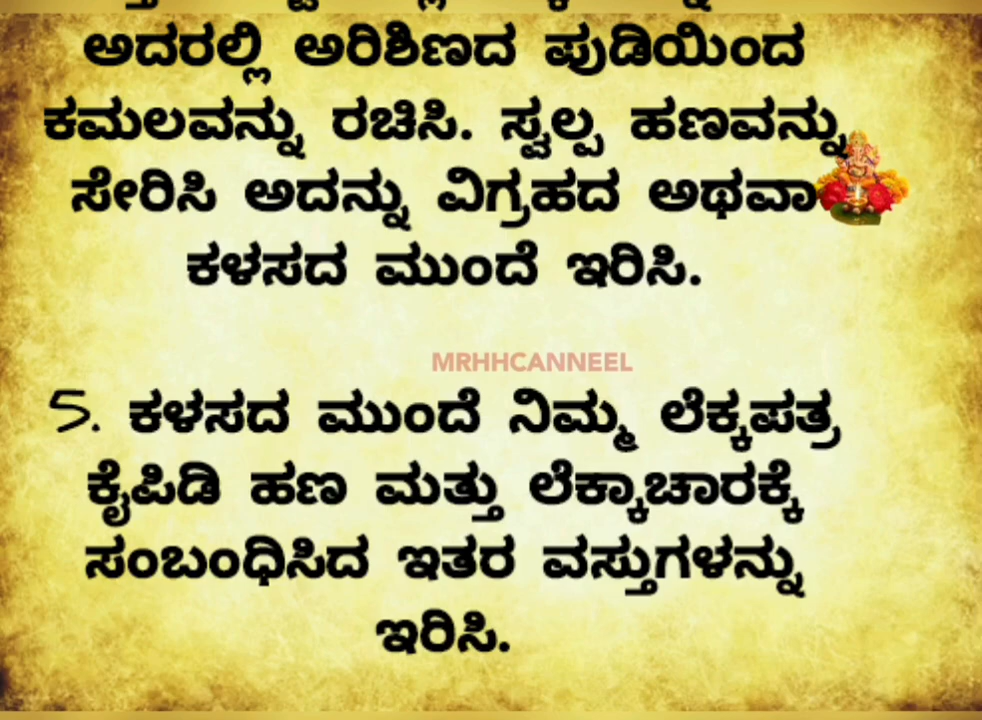 ಅದರಲ್ಲಿ ಅರಿಶಿಣದ ಪುಡಿಯಿಂದ
ಕಮಲವನ್ನು ರಚಿಸಿ. ಸ್ವಲ್ಪ ಹಣವನ್ನು
ಸೇರಿಸಿ ಅದನ್ನು ವಿಗ್ರಹದ ಅಥವಾ
ಕಳಸದ ಮುಂದೆ ಇರಿಸಿ.
MRHHCANNEEL
5. ಕಳಸದ ಮುಂದೆ ನಿಮ್ಮ ಲೆಕ್ಕಪತ್ರ
ಕೈಪಿಡಿ ಹಣ ಮತ್ತು ಲೆಕ್ಕಾಚಾರಕ್ಕೆ
ಸಂಬಂಧಿಸಿದ ಇತರ ವಸ್ತುಗಳನ್ನು
ಇರಿಸಿ.